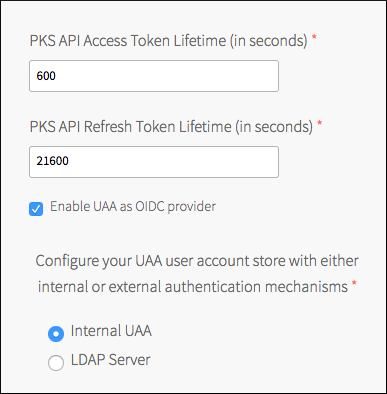 PKS API Access Token Lifetime (in seconds) *
600
PKS API Refresh Token Lifetime (in seconds) *
21600
Enable UAA as OIDC provider
Configure your UAA user account store with either
internal or external authentication mechanisms *
Internal UAA
LDAP Server